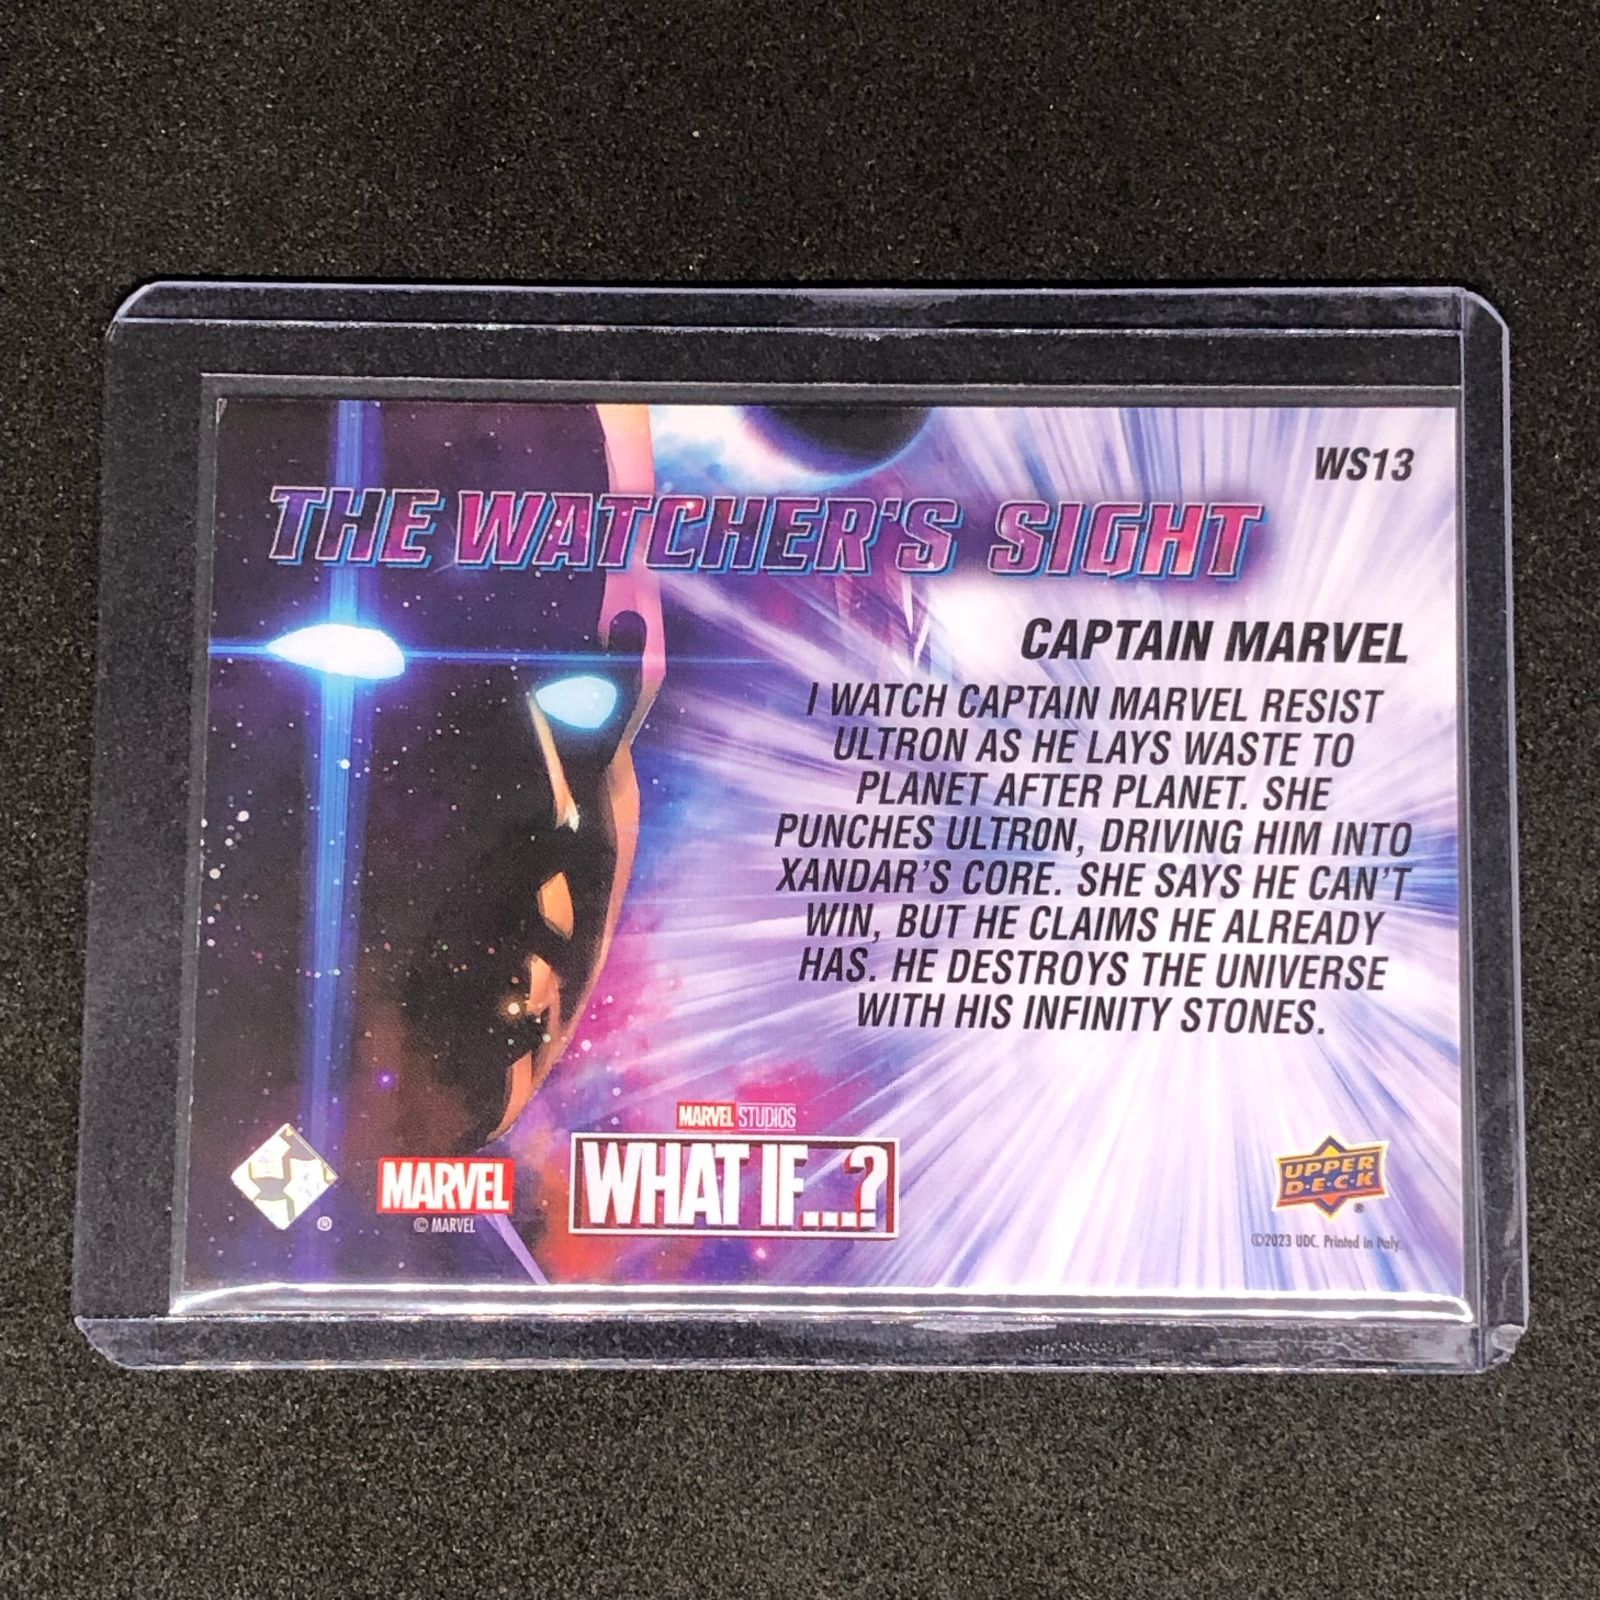 WS13
THE WATCHER'S SIGHT
CAPTAIN MARVEL
I WATCH CAPTAIN MARVEL RESIST
ULTRON AS HE LAYS WASTE TO
PLANET AFTER PLANET. SHE
PUNCHES ULTRON, DRIVING HIM INTO
XANDAR'S CORE. SHE SAYS HE CAN'T
WIN, BUT HE CLAIMS HE ALREADY
HAS. HE DESTROYS THE UNIVERSE
WITH HIS INFINITY STONES.
MARVEL STUDIOS
WHAT IF...?
MARVEL
© MARVEL
®
UPPER
D·E·C·K
®
©2023 UDC. Printed in Italy.